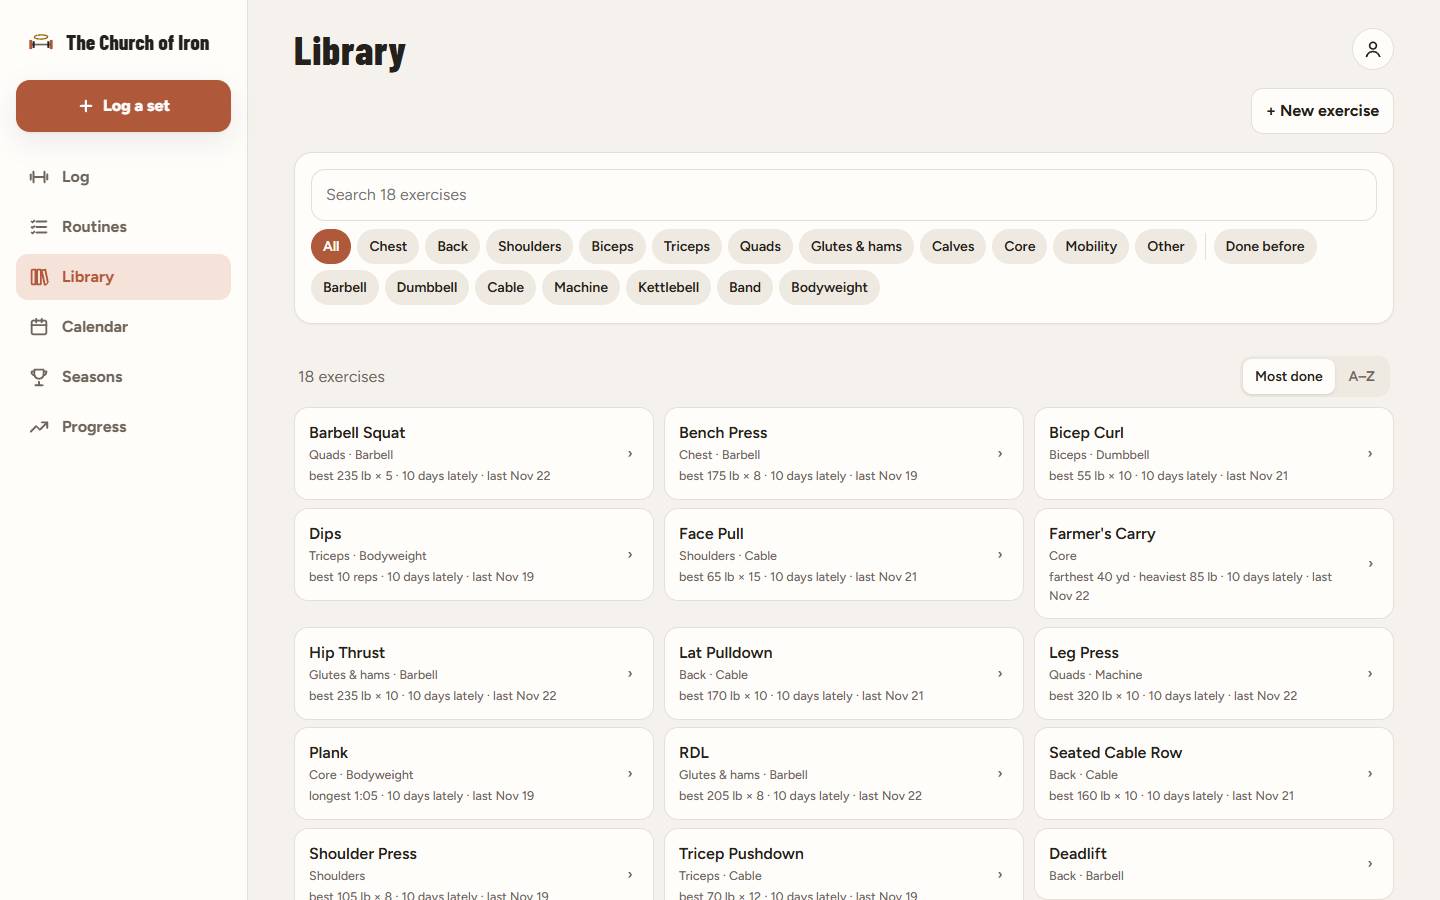 The Church of Iron
+ Log a set
Log
Routines
Library
Calendar
Seasons
Progress
Library
+ New exercise
Search 18 exercises
All Chest Back Shoulders Biceps Triceps Quads Glutes & hams Calves Core Mobility Other Done before
Barbell Dumbbell Cable Machine Kettlebell Band Bodyweight
18 exercises
Most done A–Z
Barbell Squat
Quads · Barbell
best 235 lb × 5 · 10 days lately · last Nov 22
Bench Press
Chest · Barbell
best 175 lb × 8 · 10 days lately · last Nov 19
Bicep Curl
Biceps · Dumbbell
best 55 lb × 10 · 10 days lately · last Nov 21
Dips
Triceps · Bodyweight
best 10 reps · 10 days lately · last Nov 19
Face Pull
Shoulders · Cable
best 65 lb × 15 · 10 days lately · last Nov 21
Farmer's Carry
Core
farthest 40 yd · heaviest 85 lb · 10 days lately · last
Nov 22
Hip Thrust
Glutes & hams · Barbell
best 235 lb × 10 · 10 days lately · last Nov 22
Lat Pulldown
Back · Cable
best 170 lb × 10 · 10 days lately · last Nov 21
Leg Press
Quads · Machine
best 320 lb × 10 · 10 days lately · last Nov 22
Plank
Core · Bodyweight
longest 1:05 · 10 days lately · last Nov 19
RDL
Glutes & hams · Barbell
best 205 lb × 8 · 10 days lately · last Nov 22
Seated Cable Row
Back · Cable
best 160 lb × 10 · 10 days lately · last Nov 21
Shoulder Press
Shoulders
best 105 lb × 8 · 10 days lately · last Nov 19
Tricep Pushdown
Triceps · Cable
best 70 lb × 12 · 10 days lately · last Nov 19
Deadlift
Back · Barbell